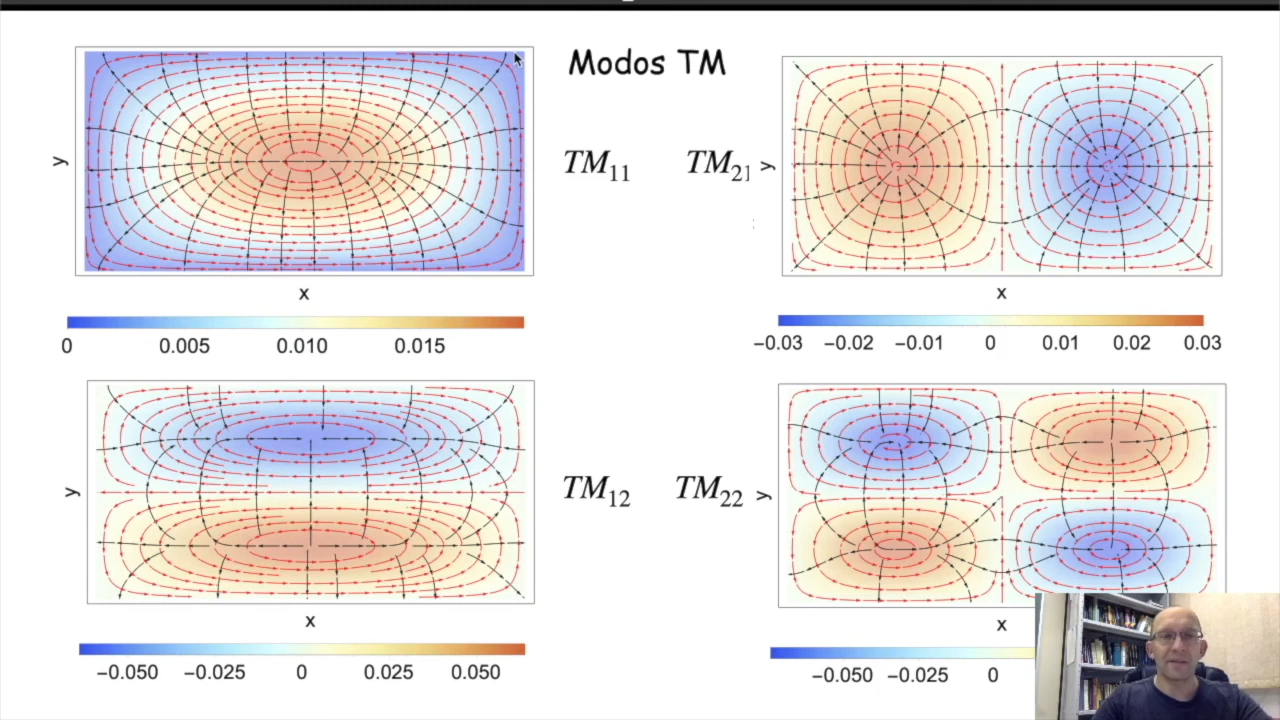 Modos TM
y
x
0 0.005 0.010 0.015
TM₁₁
TM₂₁
y
x
−0.03 −0.02 −0.01 0 0.01 0.02 0.03
y
x
−0.050 −0.025 0 0.025 0.050
TM₁₂
TM₂₂
y
x
−0.050 −0.025 0